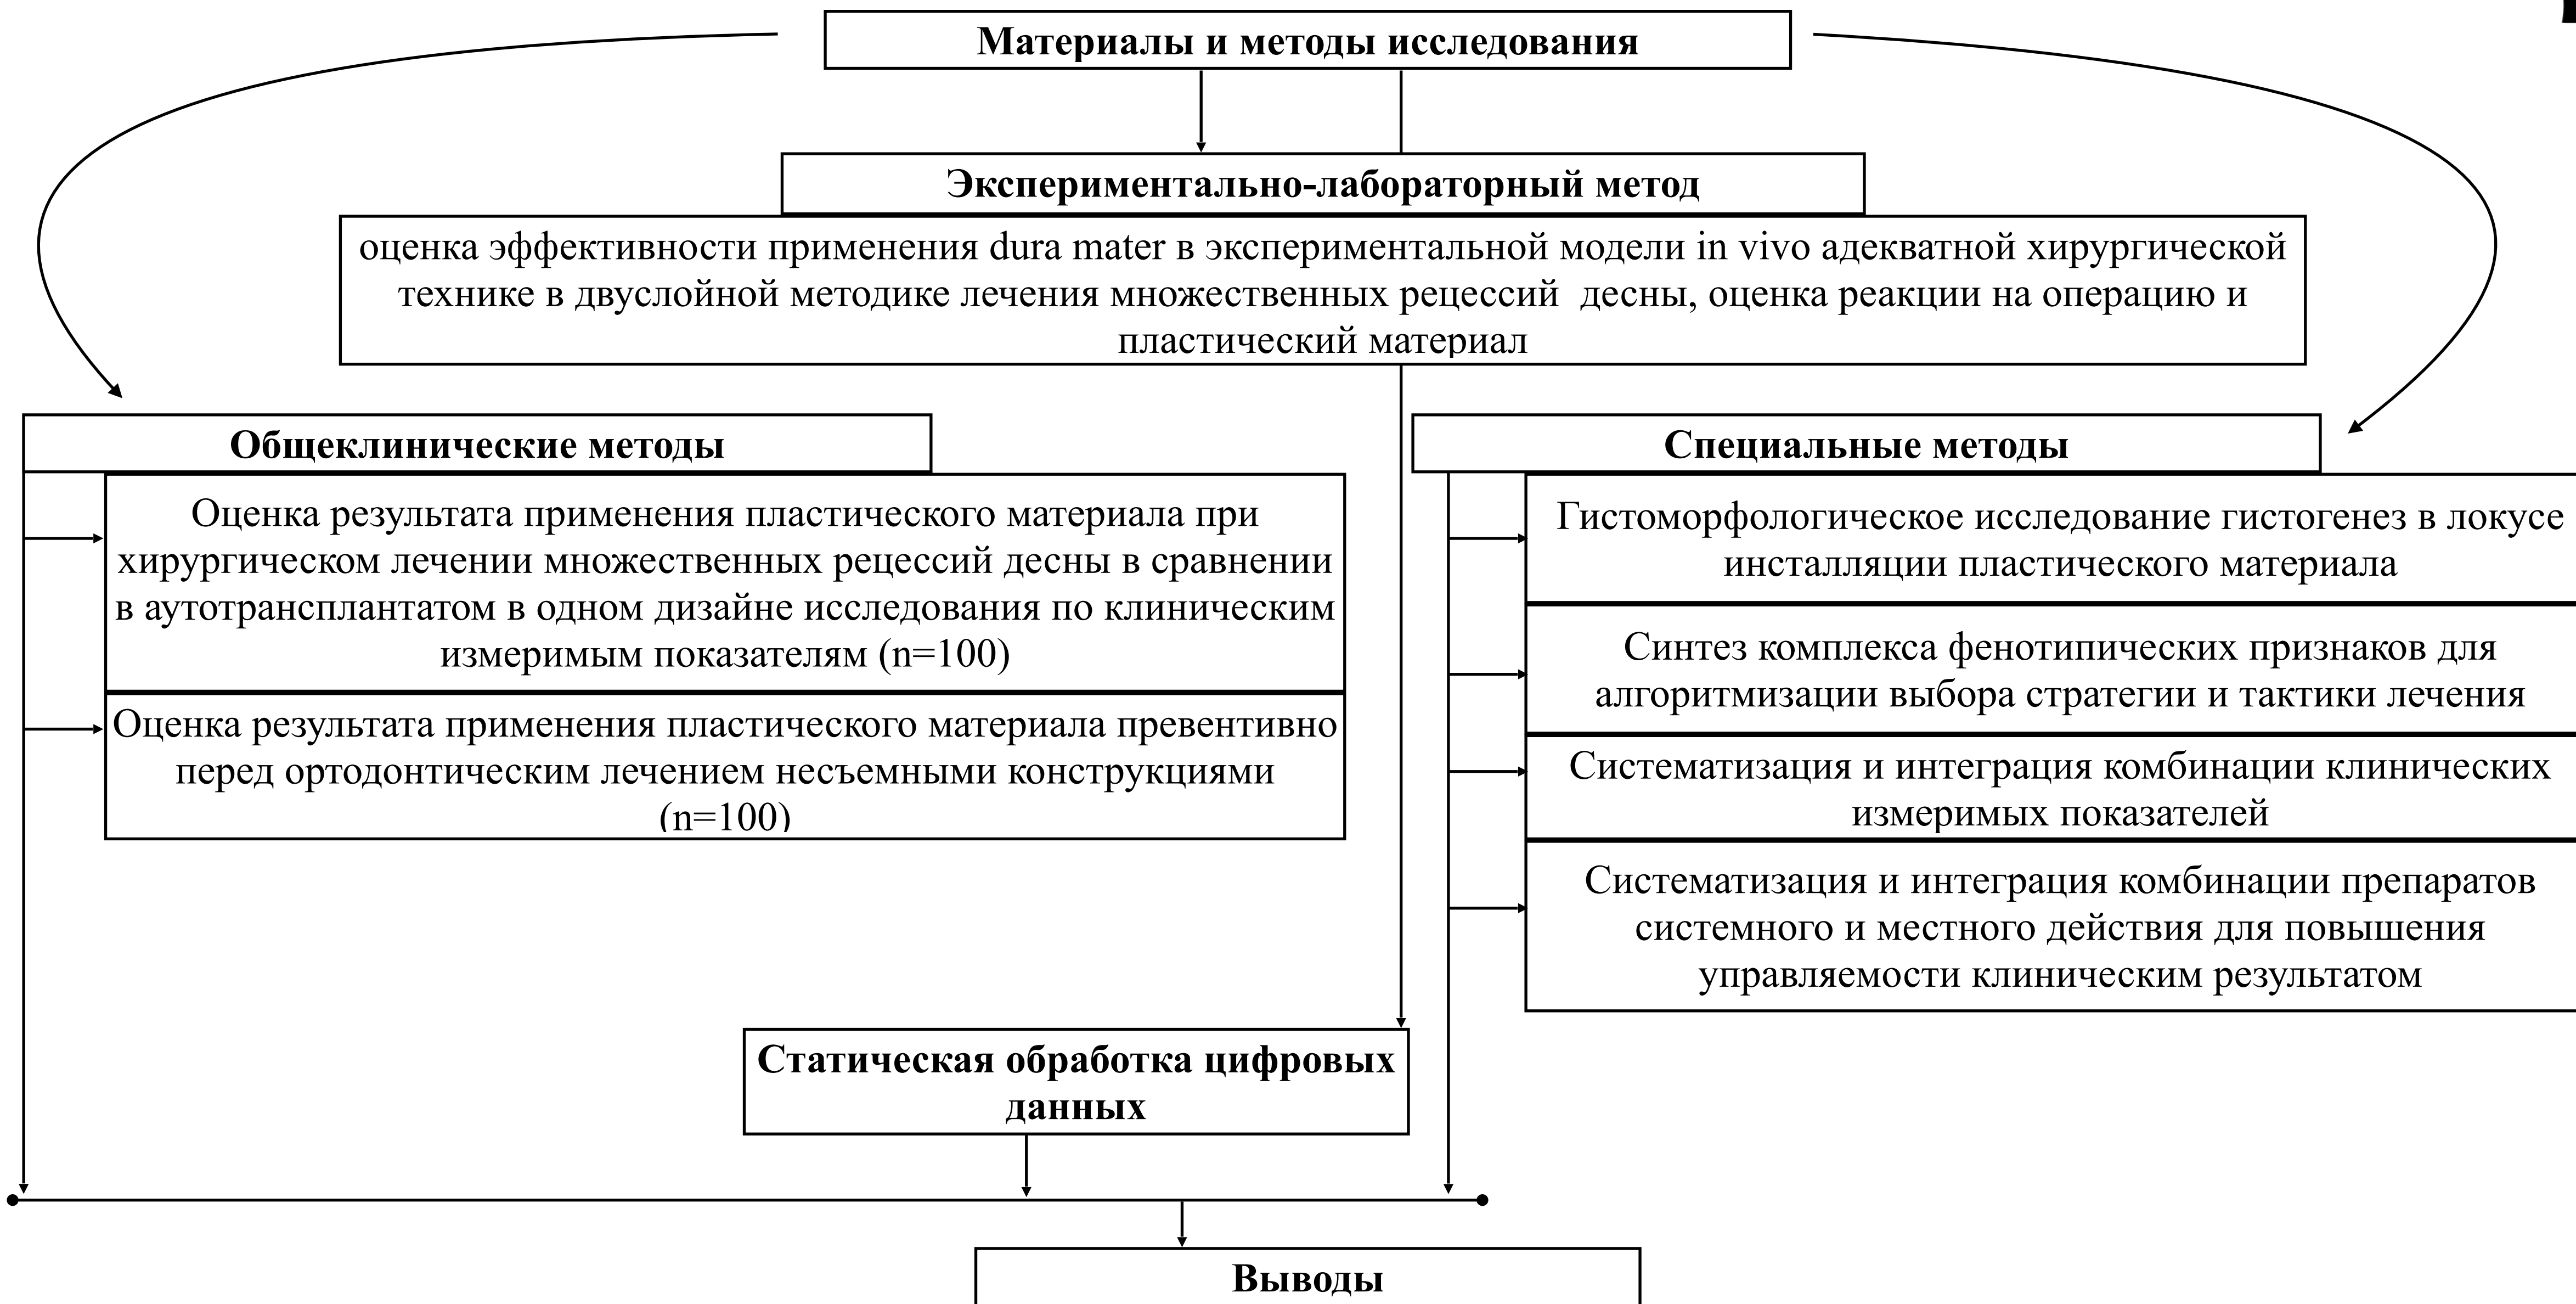 Материалы и методы исследования
Экспериментально-лабораторный метод
оценка эффективности применения dura mater в экспериментальной модели in vivo адекватной хирургической
технике в двуслойной методике лечения множественных рецессий  десны, оценка реакции на операцию и
пластический материал
Общеклинические методы
Оценка результата применения пластического материала при
хирургическом лечении множественных рецессий десны в сравнении
в аутотрансплантатом в одном дизайне исследования по клиническим
измеримым показателям (n=100)
Оценка результата применения пластического материала превентивно
перед ортодонтическим лечением несъемными конструкциями
(n=100)
Специальные методы
Гистоморфологическое исследование гистогенез в локусе
инсталляции пластического материала
Синтез комплекса фенотипических признаков для
алгоритмизации выбора стратегии и тактики лечения
Систематизация и интеграция комбинации клинических
измеримых показателей
Систематизация и интеграция комбинации препаратов
системного и местного действия для повышения
управляемости клиническим результатом
Статическая обработка цифровых
данных
Выводы